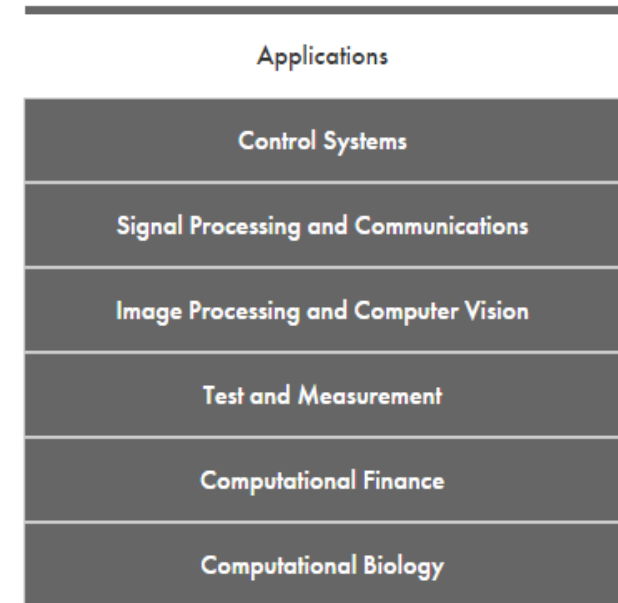 Applications
Control Systems
Signal Processing and Communications
Image Processing and Computer Vision
Test and Measurement
Computational Finance
Computational Biology